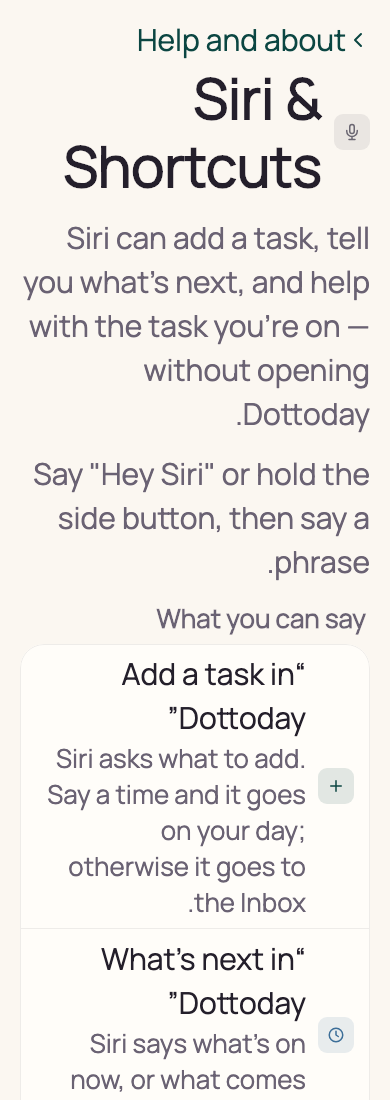 Help and about
Siri &
Shortcuts
Siri can add a task, tell
you what's next, and help
with the task you're on —
without opening
.Dottoday
Say "Hey Siri" or hold the
side button, then say a
.phrase
What you can say
Add a task in“
”Dottoday
Siri asks what to add.
Say a time and it goes
on your day;
otherwise it goes to
.the Inbox
What's next in“
”Dottoday
Siri says what's on
now, or what comes